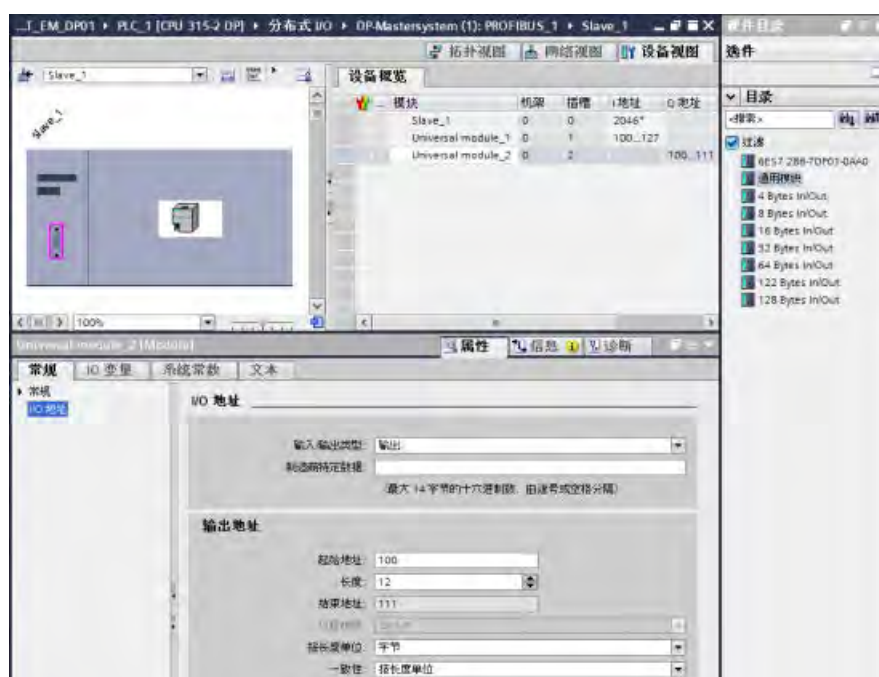 ..T_EM_DP01 ▸ PLC_1 [CPU 315-2 DP] ▸ 分布式 I/O ▸ DP-Mastersystem (1): PROFIBUS_1 ▸ Slave_1
硬件目录
拓扑视图 网络视图 设备视图
选件
Slave_1
设备概览
目录
... 模块 机架 插槽 I 地址 Q 地址
Slave_1 0 0 2046*
Universal module_1 0 1 100...127
Universal module_2 0 2 100...111
<搜索>
过滤
6ES7 288-7DP01-0AA0
通用模块
4 Bytes In/Out
8 Bytes In/Out
16 Bytes In/Out
32 Bytes In/Out
64 Bytes In/Out
122 Bytes In/Out
128 Bytes In/Out
Slave_1
100%
Universal module_2 [Module]
属性 信息 诊断
常规 IO 变量 系统常数 文本
常规
I/O 地址
I/O 地址
输入/输出类型: 输出
制造商特定数据:
(最大 14 字节的十六进制数，由逗号或空格分隔)
输出地址
起始地址: 100
长度: 12
结束地址: 111
按长度单位: 字节
一致性: 按长度单位